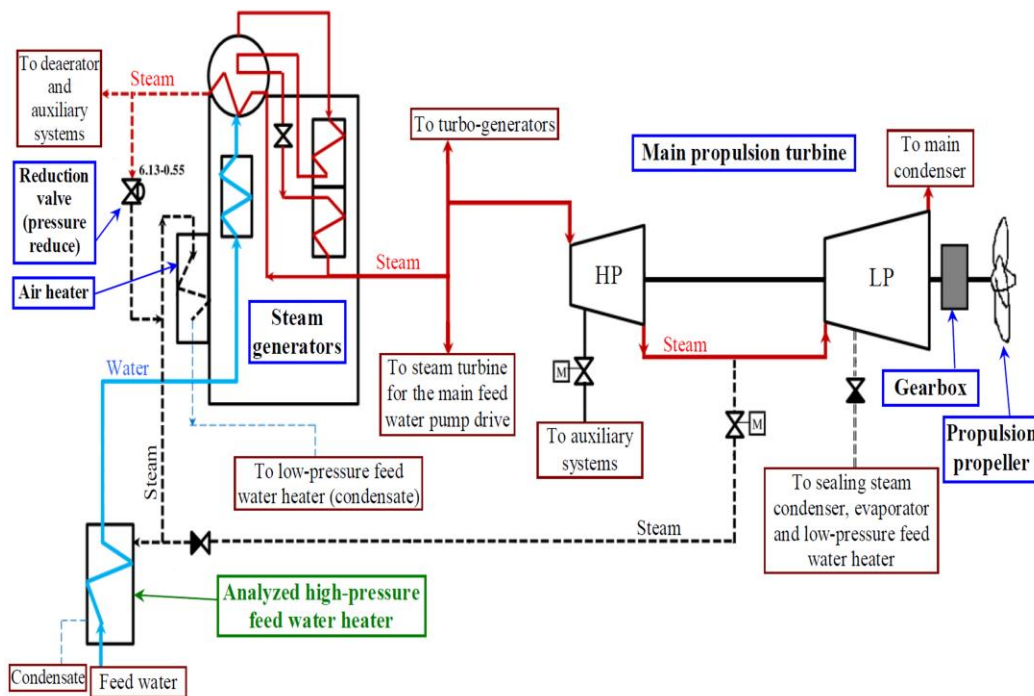 To deaerator
and
auxiliary
systems
Steam
Reduction
valve
(pressure
reduce)
6.13-0.55
Air heater
Water
Steam
Steam
generators
Steam
To turbo-generators
Main propulsion turbine
To main
condenser
HP
LP
Steam
M
M
To steam turbine
for the main feed
water pump drive
To auxiliary
systems
Gearbox
Propulsion
propeller
To low-pressure feed
water heater (condensate)
To sealing steam
condenser, evaporator
and low-pressure feed
water heater
Steam
Analyzed high-pressure
feed water heater
Condensate
Feed water